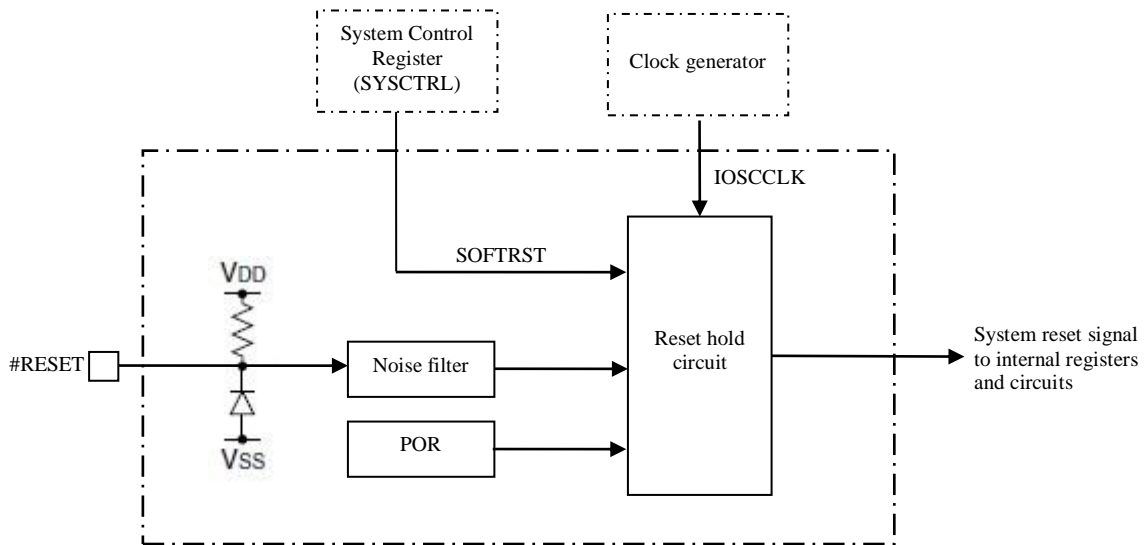 System Control
Register
(SYSCTRL)
Clock generator
IOSCCLK
SOFTRST
VDD
#RESET
Noise filter
Reset hold
circuit
System reset signal
to internal registers
and circuits
POR
VSS